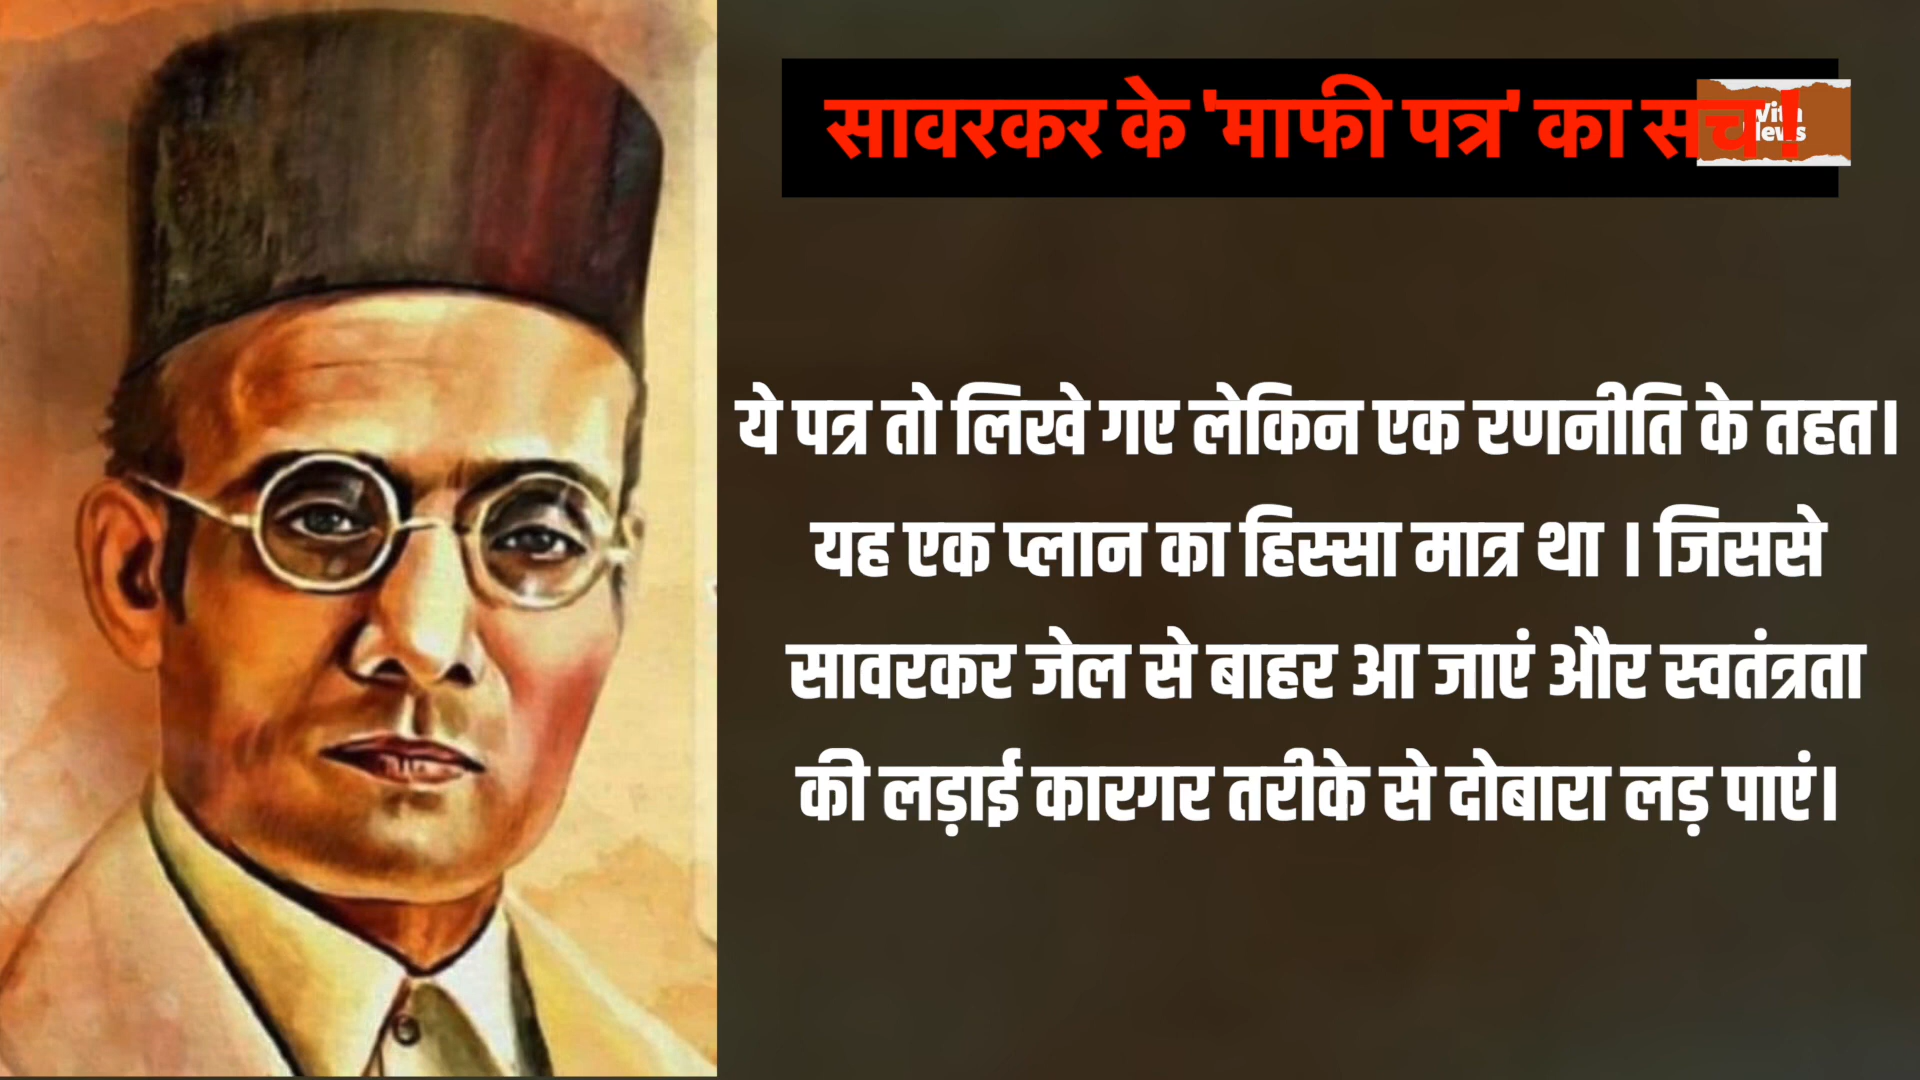 सावरकर के 'माफी पत्र' का सच !
News
ये पत्र तो लिखे गए लेकिन एक रणनीति के तहत।
यह एक प्लान का हिस्सा मात्र था । जिससे
सावरकर जेल से बाहर आ जाएं और स्वतंत्रता
की लड़ाई कारगर तरीके से दोबारा लड़ पाएं।